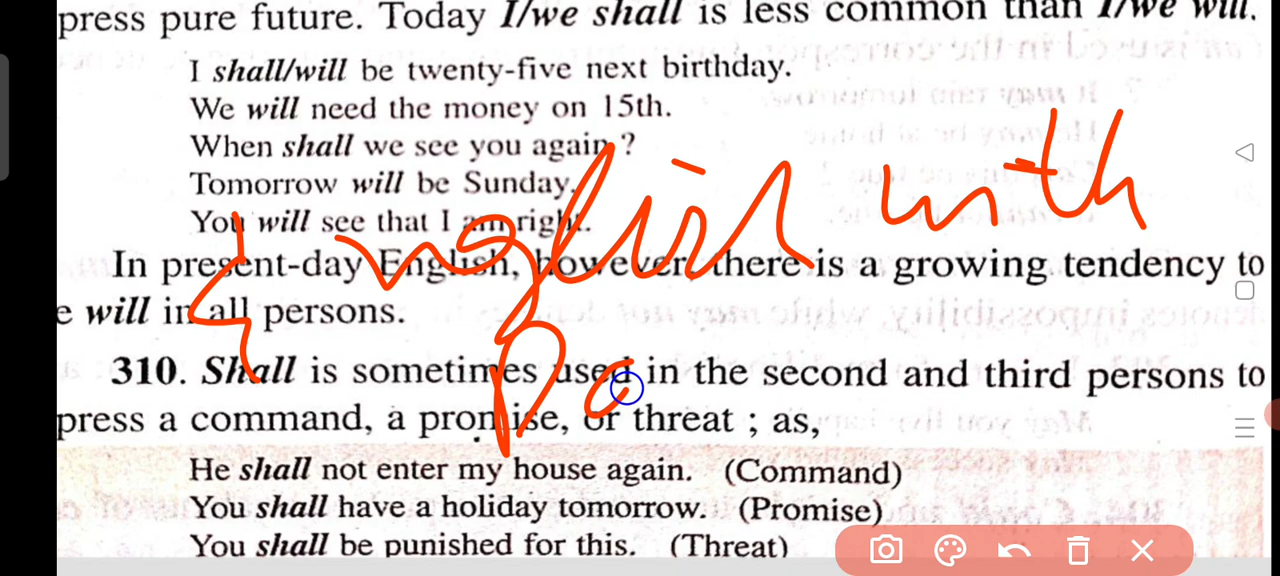 press pure future. Today I/we shall is less common than I/we will.
I shall/will be twenty-five next birthday.
We will need the money on 15th.
When shall we see you again ?
Tomorrow will be Sunday.
You will see that I am right.
In present-day English, however, there is a growing tendency to
e will in all persons.
310. Shall is sometimes used in the second and third persons to
press a command, a promise, or threat ; as,
He shall not enter my house again. (Command)
You shall have a holiday tomorrow. (Promise)
You shall be punished for this. (Threat)
English with